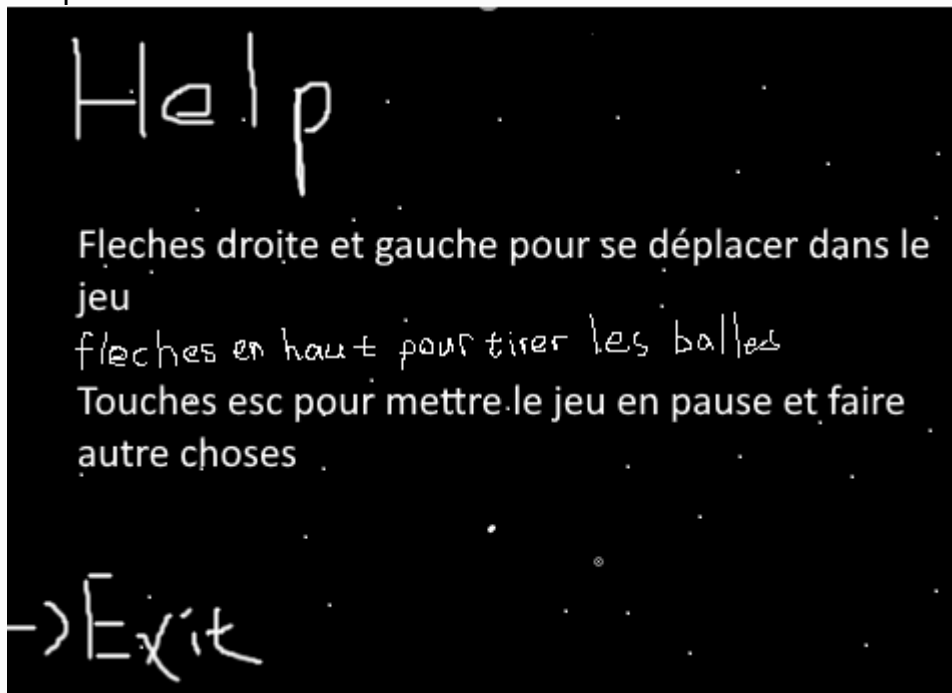 Help
Fleches droite et gauche pour se déplacer dans le
jeu
fleches en haut pour tirer les balles
Touches esc pour mettre le jeu en pause et faire
autre choses
->Exit